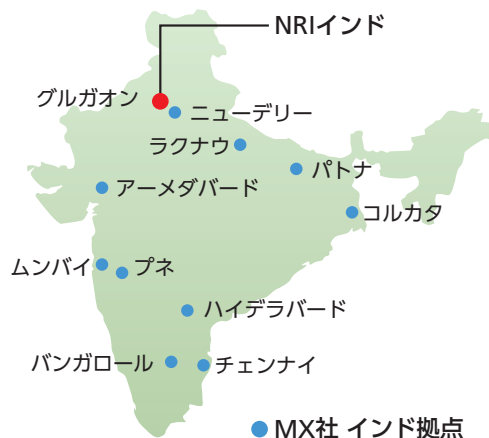 NRIインド
グルガオン
ニューデリー
ラクナウ
パトナ
アーメダバード
コルカタ
ムンバイ
プネ
ハイデラバード
バンガロール
チェンナイ
MX社 インド拠点